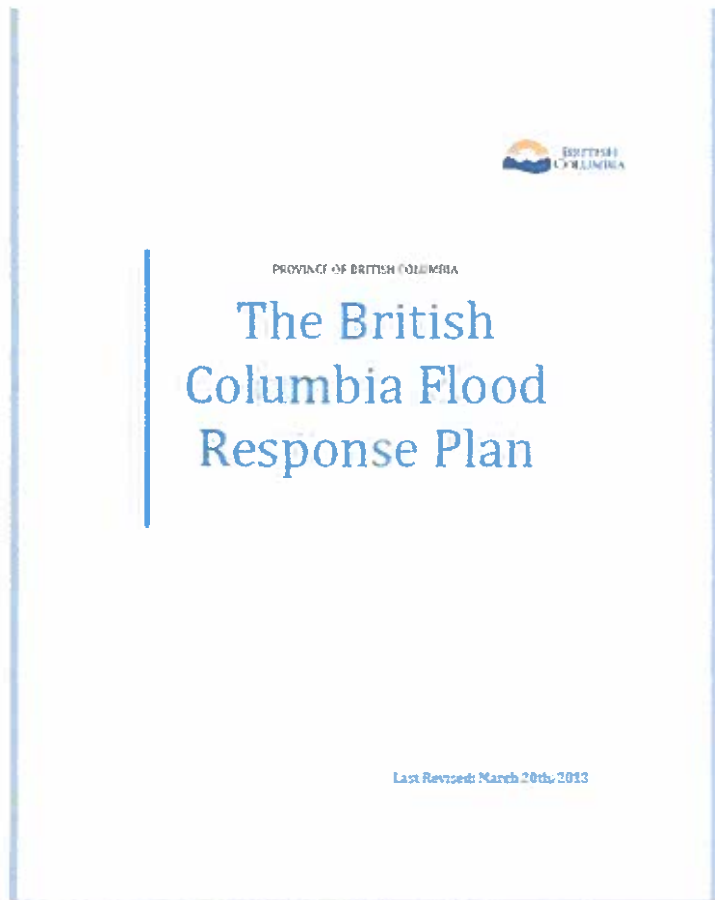 BRITISH
COLUMBIA
PROVINCE OF BRITISH COLUMBIA
The British
Columbia Flood
Response Plan
Last Revised: March 20th, 2013